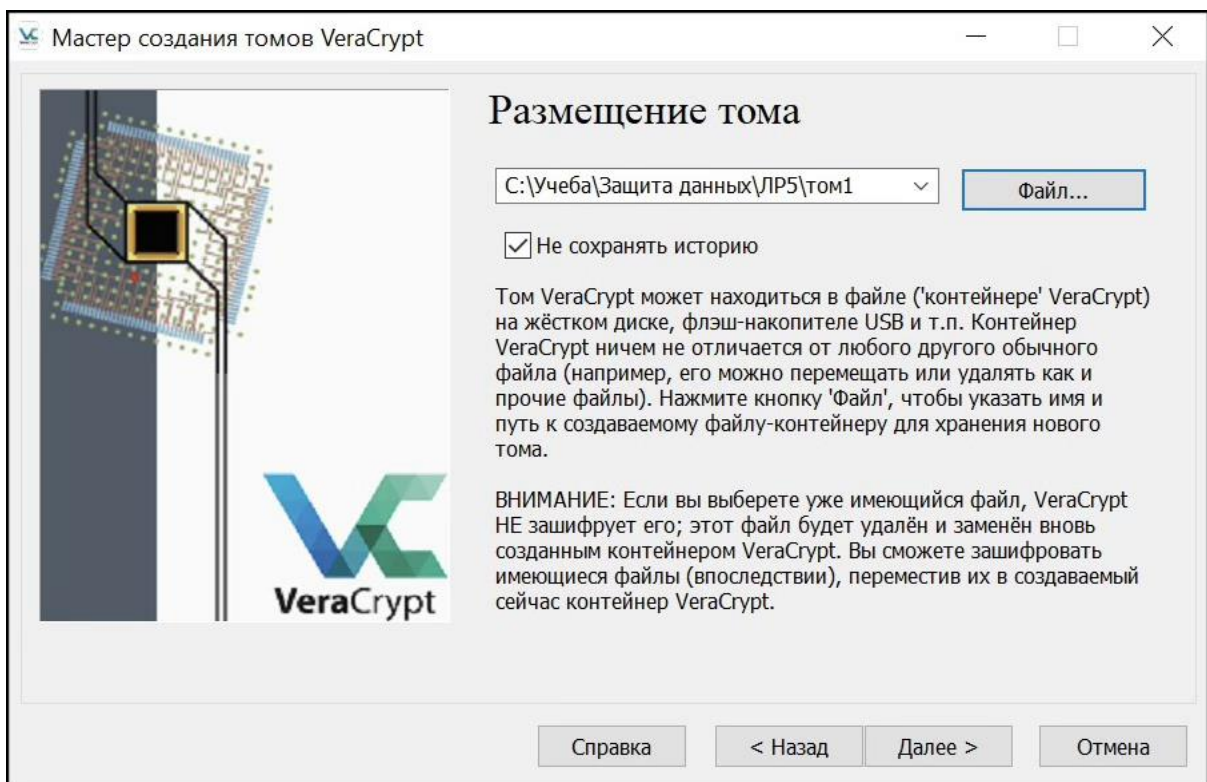 Мастер создания томов VeraCrypt
Размещение тома
C:\Учеба\Защита данных\ЛР5\том1
Файл...
Не сохранять историю
Том VeraCrypt может находиться в файле ('контейнере' VeraCrypt)
на жёстком диске, флэш-накопителе USB и т.п. Контейнер
VeraCrypt ничем не отличается от любого другого обычного
файла (например, его можно перемещать или удалять как и
прочие файлы). Нажмите кнопку 'Файл', чтобы указать имя и
путь к создаваемому файлу-контейнеру для хранения нового
тома.
ВНИМАНИЕ: Если вы выберете уже имеющийся файл, VeraCrypt
НЕ зашифрует его; этот файл будет удалён и заменён вновь
созданным контейнером VeraCrypt. Вы сможете зашифровать
имеющиеся файлы (впоследствии), переместив их в создаваемый
сейчас контейнер VeraCrypt.
VeraCrypt
Справка
< Назад
Далее >
Отмена